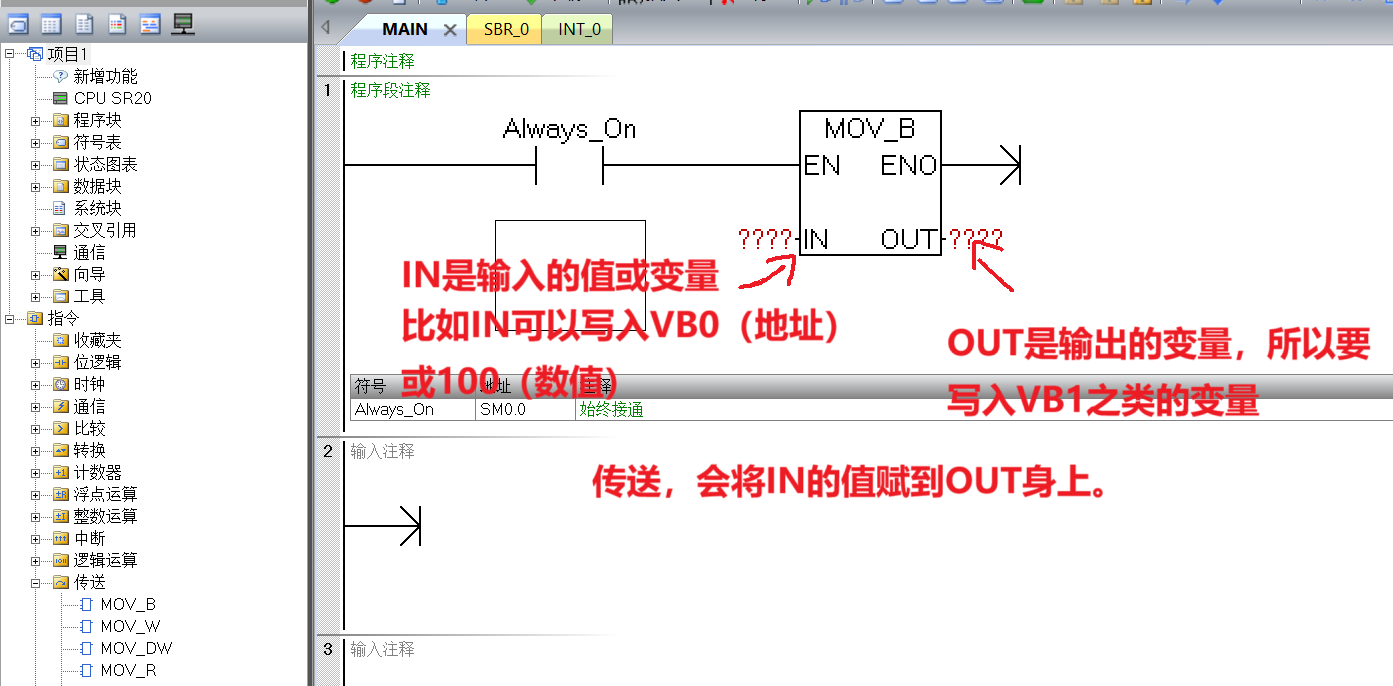 MAIN
SBR_0
INT_0
项目1
新增功能
CPU SR20
程序块
符号表
状态图表
数据块
系统块
交叉引用
通信
向导
工具
指令
收藏夹
位逻辑
时钟
通信
比较
转换
计数器
浮点运算
整数运算
中断
逻辑运算
传送
MOV_B
MOV_W
MOV_DW
MOV_R
程序注释
1 程序段注释
Always_On
MOV_B
EN ENO
????-IN OUT-????
IN是输入的值或变量
比如IN可以写入VB0（地址）
或100（数值）
OUT是输出的变量，所以要
写入VB1之类的变量
符号 地址 注释
Always_On SM0.0 始终接通
2 输入注释
传送，会将IN的值赋到OUT身上。
3 输入注释